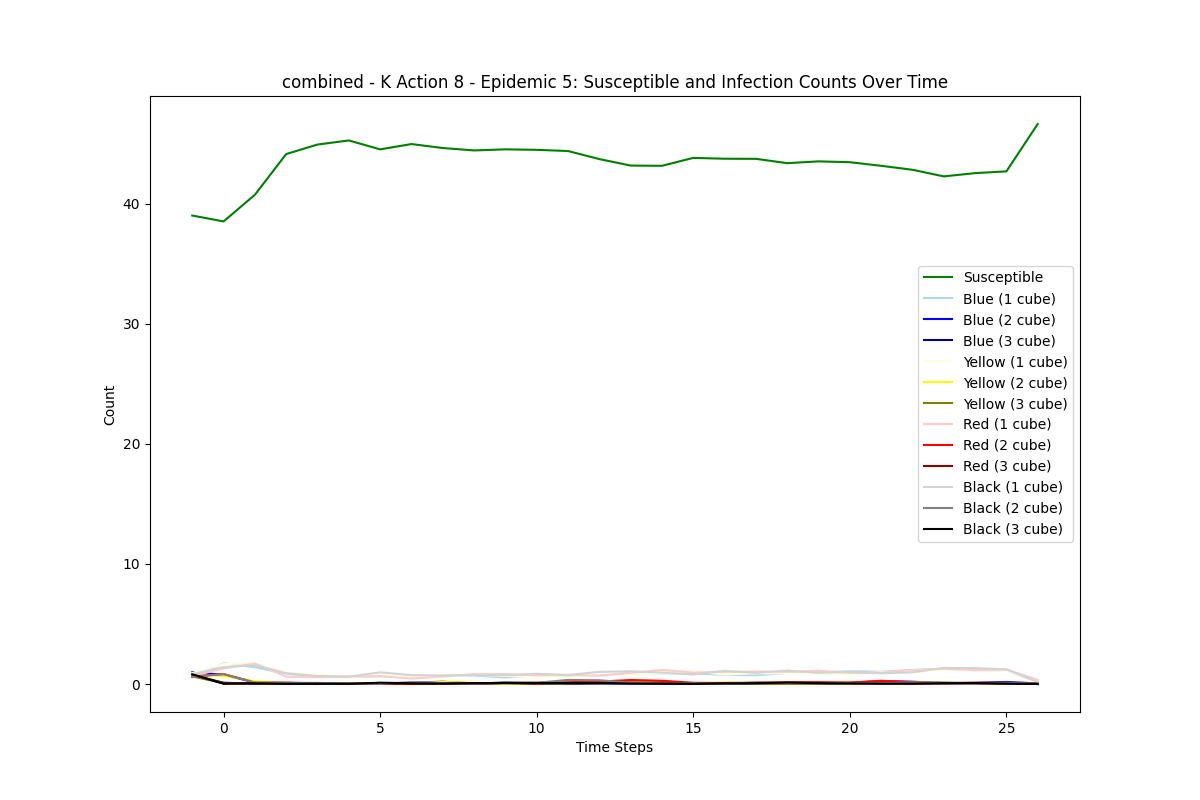 combined - K Action 8 - Epidemic 5: Susceptible and Infection Counts Over Time
Count
40
30
20
10
0
Susceptible
Blue (1 cube)
Blue (2 cube)
Blue (3 cube)
Yellow (1 cube)
Yellow (2 cube)
Yellow (3 cube)
Red (1 cube)
Red (2 cube)
Red (3 cube)
Black (1 cube)
Black (2 cube)
Black (3 cube)
0 5 10 15 20 25
Time Steps